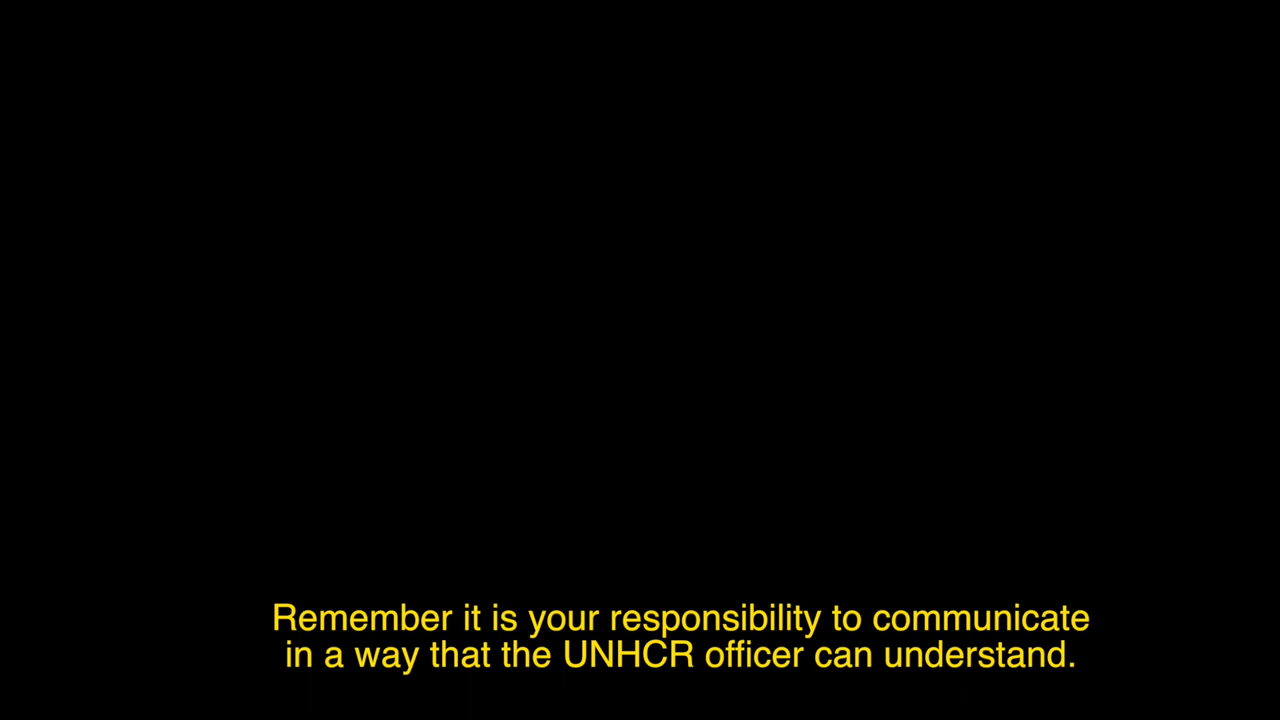 Remember it is your responsibility to communicate
in a way that the UNHCR officer can understand.